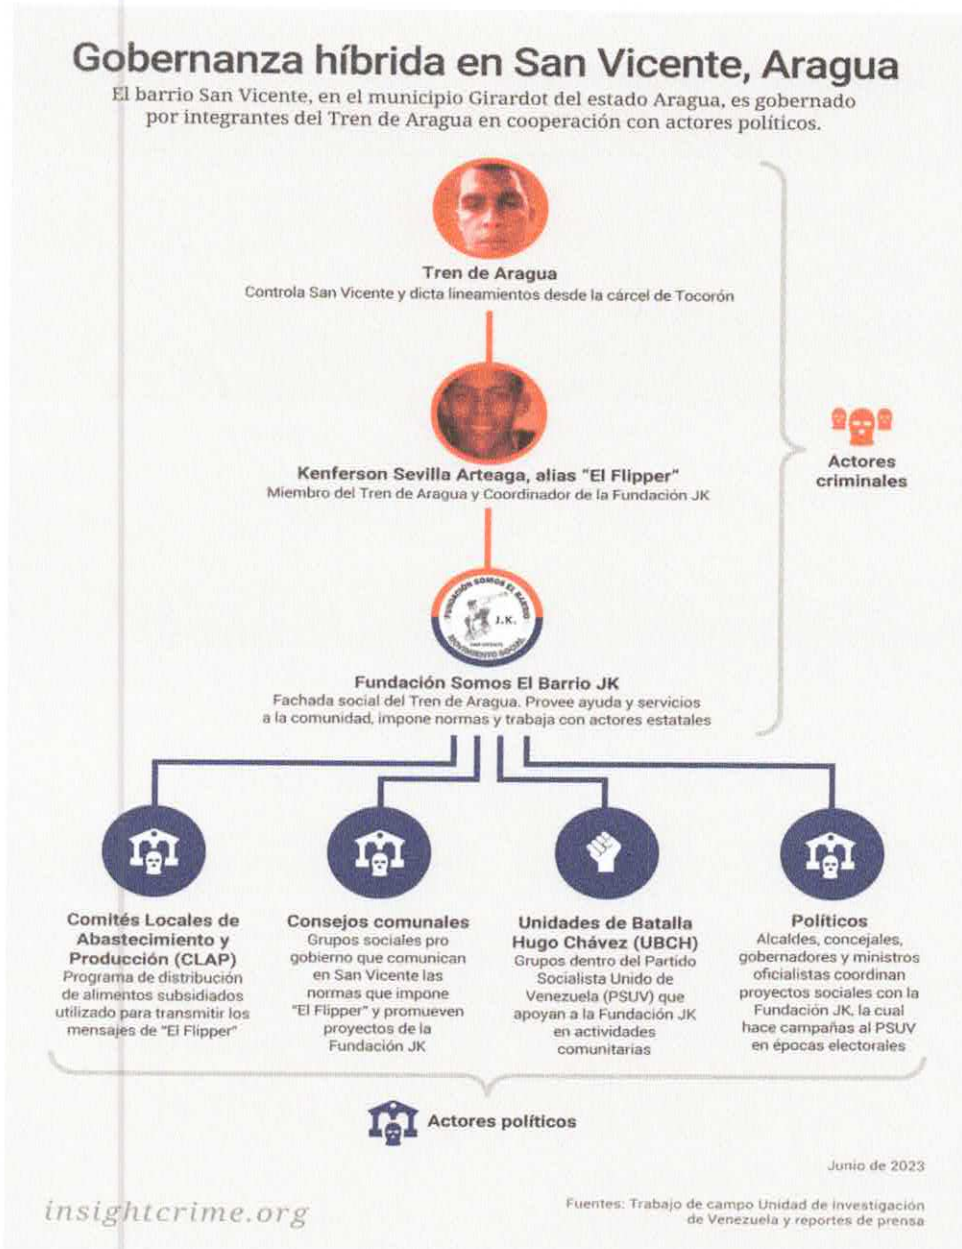 Gobernanza híbrida en San Vicente, Aragua
El barrio San Vicente, en el municipio Girardot del estado Aragua, es gobernado
por integrantes del Tren de Aragua en cooperación con actores políticos.
Tren de Aragua
Controla San Vicente y dicta lineamientos desde la cárcel de Tocorón
Kenferson Sevilla Arteaga, alias "El Flipper"
Miembro del Tren de Aragua y Coordinador de la Fundación JK
Actores
criminales
FUNDACIÓN SOMOS EL BARRIO
J.K.
SAN VICENTE
MOVIMIENTO SOCIAL
Fundación Somos El Barrio JK
Fachada social del Tren de Aragua. Provee ayuda y servicios
a la comunidad, impone normas y trabaja con actores estatales
Comités Locales de
Abastecimiento y
Producción (CLAP)
Programa de distribución
de alimentos subsidiados
utilizado para transmitir los
mensajes de "El Flipper"
Consejos comunales
Grupos sociales pro
gobierno que comunican
en San Vicente las
normas que impone
"El Flipper" y promueven
proyectos de la
Fundación JK
Unidades de Batalla
Hugo Chávez (UBCH)
Grupos dentro del Partido
Socialista Unido de
Venezuela (PSUV) que
apoyan a la Fundación JK
en actividades
comunitarias
Políticos
Alcaldes, concejales,
gobernadores y ministros
oficialistas coordinan
proyectos sociales con la
Fundación JK, la cual
hace campañas al PSUV
en épocas electorales
Actores políticos
Junio de 2023
insightcrime.org
Fuentes: Trabajo de campo Unidad de Investigación
de Venezuela y reportes de prensa